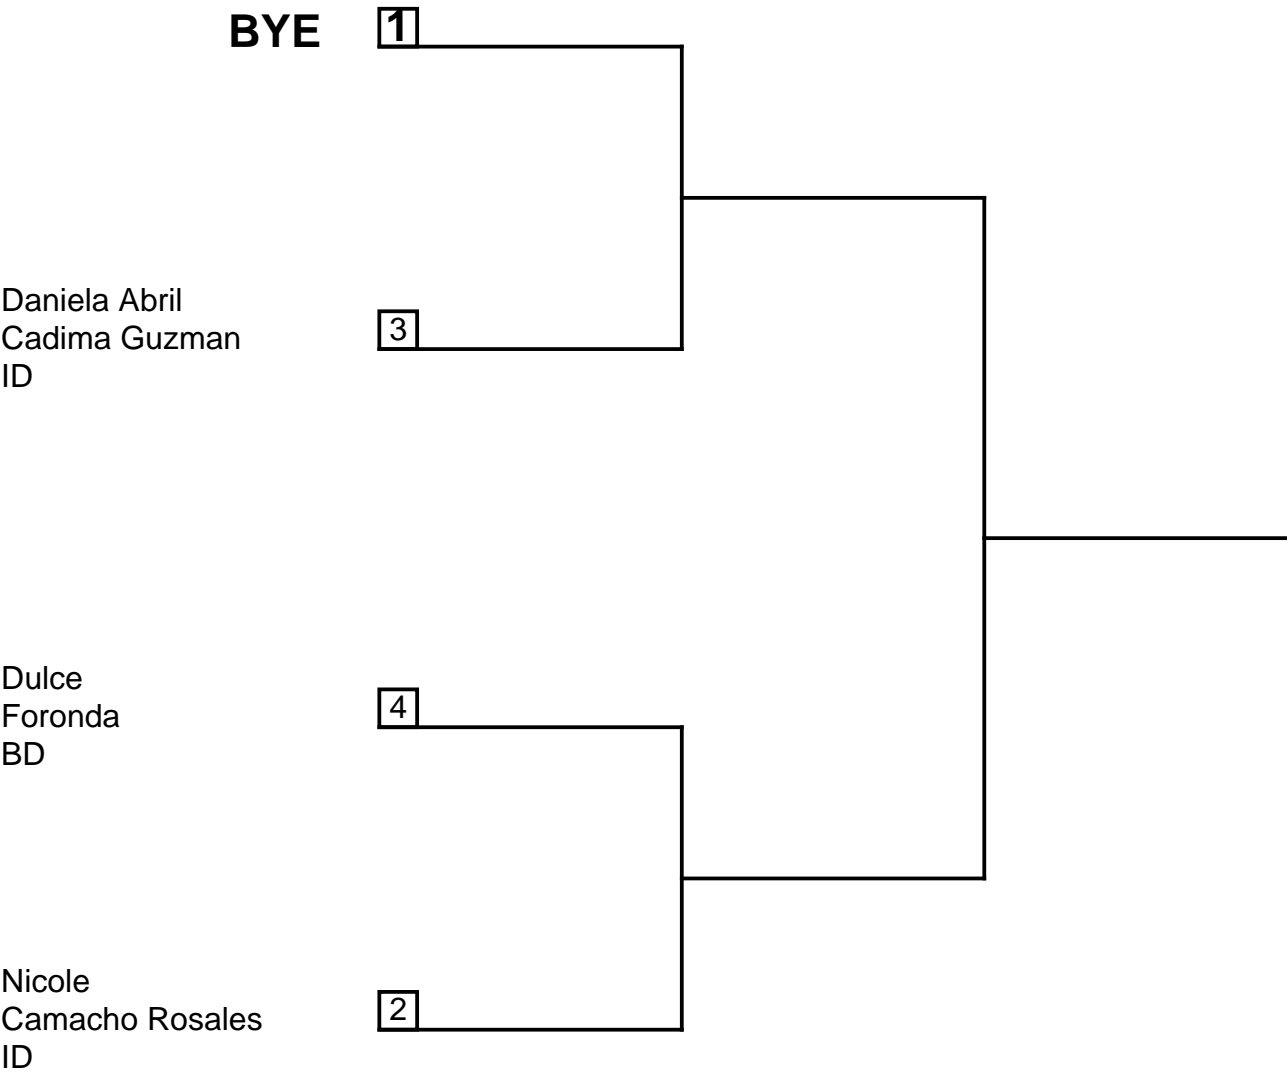 BYE 1
Daniela Abril
Cadima Guzman
ID
3
Dulce
Foronda
BD
4
Nicole
Camacho Rosales
ID
2